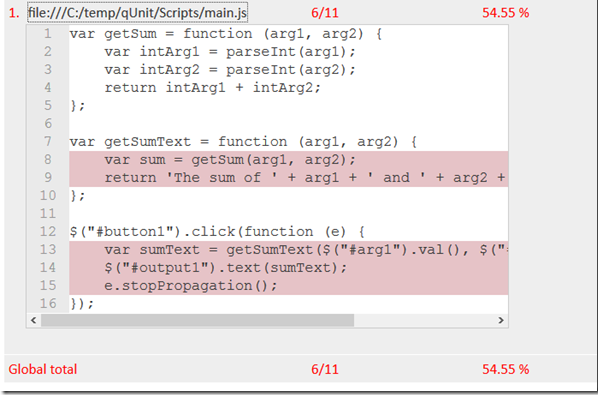 1. file:///C:/temp/qUnit/Scripts/main.js 6/11 54.55 %
1 var getSum = function (arg1, arg2) {
2     var intArg1 = parseInt(arg1);
3     var intArg2 = parseInt(arg2);
4     return intArg1 + intArg2;
5 };
6
7 var getSumText = function (arg1, arg2) {
8     var sum = getSum(arg1, arg2);
9     return 'The sum of ' + arg1 + ' and ' + arg2 +
10 };
11
12 $("#button1").click(function (e) {
13     var sumText = getSumText($("#arg1").val(), $("
14     $("#output1").text(sumText);
15     e.stopPropagation();
16 });
Global total 6/11 54.55 %